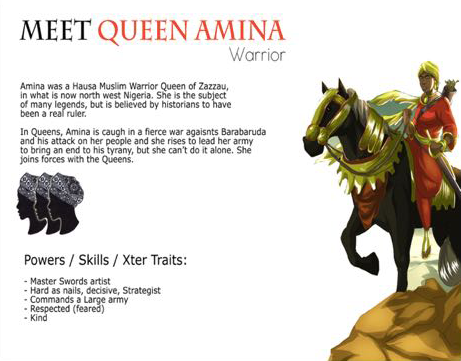 MEET QUEEN AMINA
Warrior
Amina was a Hausa Muslim Warrior Queen of Zazzau,
in what is now north west Nigeria. She is the subject
of many legends, but is believed by historians to have
been a real ruler.
In Queens, Amina is caugh in a fierce war agaisnts Barabaruda
and his attack on her people and she rises to lead her army
to bring an end to his tyrany, but she can't do it alone. She
joins forces with the Queens.
Powers / Skills / Xter Traits:
- Master Swords artist
- Hard as nails, decisive, Strategist
- Commands a Large army
- Respected (feared)
- Kind